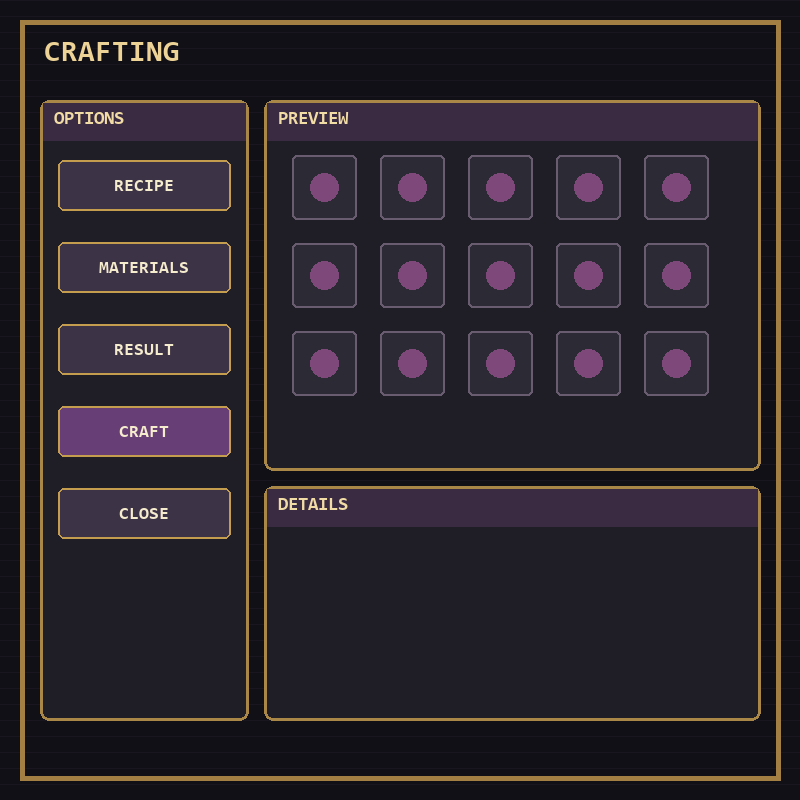 CRAFTING
OPTIONS
RECIPE
MATERIALS
RESULT
CRAFT
CLOSE
PREVIEW
DETAILS